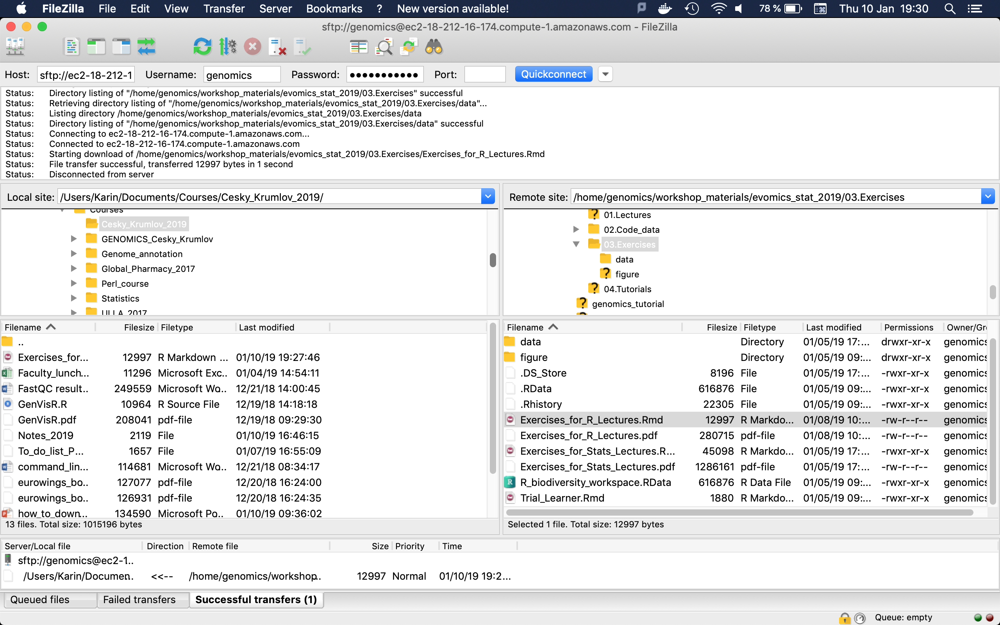 FileZilla File Edit View Transfer Server Bookmarks ? New version available! 78 % Thu 10 Jan 19:30
sftp://genomics@ec2-18-212-16-174.compute-1.amazonaws.com - FileZilla
Host: sftp://ec2-18-212-1 Username: genomics Password: ●●●●●●●●●●● Port: Quickconnect
Status: Directory listing of "/home/genomics/workshop_materials/evomics_stat_2019/03.Exercises" successful
Status: Retrieving directory listing of "/home/genomics/workshop_materials/evomics_stat_2019/03.Exercises/data"...
Status: Listing directory /home/genomics/workshop_materials/evomics_stat_2019/03.Exercises/data
Status: Directory listing of "/home/genomics/workshop_materials/evomics_stat_2019/03.Exercises/data" successful
Status: Connecting to ec2-18-212-16-174.compute-1.amazonaws.com...
Status: Connected to ec2-18-212-16-174.compute-1.amazonaws.com
Status: Starting download of /home/genomics/workshop_materials/evomics_stat_2019/03.Exercises/Exercises_for_R_Lectures.Rmd
Status: File transfer successful, transferred 12997 bytes in 1 second
Status: Disconnected from server
Local site: /Users/Karin/Documents/Courses/Cesky_Krumlov_2019/
Courses
Cesky_Krumlov_2019
GENOMICS_Cesky_Krumlov
Genome_annotation
Global_Pharmacy_2017
Perl_course
Statistics
ULLA_2017
Filename Filesize Filetype Last modified
..
Exercises_for... 12997 R Markdown ... 01/10/19 19:27:46
Faculty_lunch... 11296 Microsoft Exc.. 01/04/19 14:54:11
FastQC result.. 249559 Microsoft Wo.. 12/21/18 14:00:45
GenVisR.R 10964 R Source File 12/19/18 14:18:18
GenVisR.pdf 208041 pdf-file 12/19/18 09:29:30
Notes_2019 2119 File 01/10/19 16:46:15
To_do_list_P... 1657 File 01/07/19 16:55:09
command_lin... 114681 Microsoft Wo.. 12/21/18 08:34:17
eurowings_bo.. 127077 pdf-file 12/20/18 16:24:00
eurowings_bo.. 126931 pdf-file 12/20/18 16:24:35
how_to_down... 134590 Microsoft Po.. 01/10/19 09:36:02
13 files. Total size: 1015196 bytes
Remote site: /home/genomics/workshop_materials/evomics_stat_2019/03.Exercises
01.Lectures
02.Code_data
03.Exercises
data
figure
04.Tutorials
genomics_tutorial
Filename Filesize Filetype Last modified Permissions Owner/Gr
data Directory 01/05/19 17:... drwxr-xr-x genomics
figure Directory 01/05/19 09:... drwxr-xr-x genomics
.DS_Store 8196 File 01/05/19 17:... -rwxr-xr-x genomics
.RData 616876 File 01/05/19 09:... -rwxr-xr-x genomics
.Rhistory 22305 File 01/05/19 09:... -rwxr-xr-x genomics
Exercises_for_R_Lectures.Rmd 12997 R Markdo... 01/08/19 10:... -rw-r--r-- genomics
Exercises_for_R_Lectures.pdf 280715 pdf-file 01/08/19 10:... -rw-r--r-- genomics
Exercises_for_Stats_Lectures.R... 45098 R Markdo... 01/05/19 17:... -rwxr-xr-x genomics
Exercises_for_Stats_Lectures.pdf 1286161 pdf-file 01/05/19 17:... -rw-r--r-- genomics
R_biodiversity_workspace.RData 616876 R Data File 01/05/19 09:... -rwxr-xr-x genomics
Trial_Learner.Rmd 1880 R Markdo... 01/05/19 09:... -rwxr-xr-x genomics
Selected 1 file. Total size: 12997 bytes
Server/Local file Direction Remote file Size Priority Time
sftp://genomics@ec2-1..
/Users/Karin/Documen.. <<-- /home/genomics/workshop.. 12997 Normal 01/10/19 19:2...
Queued files Failed transfers Successful transfers (1)
Queue: empty